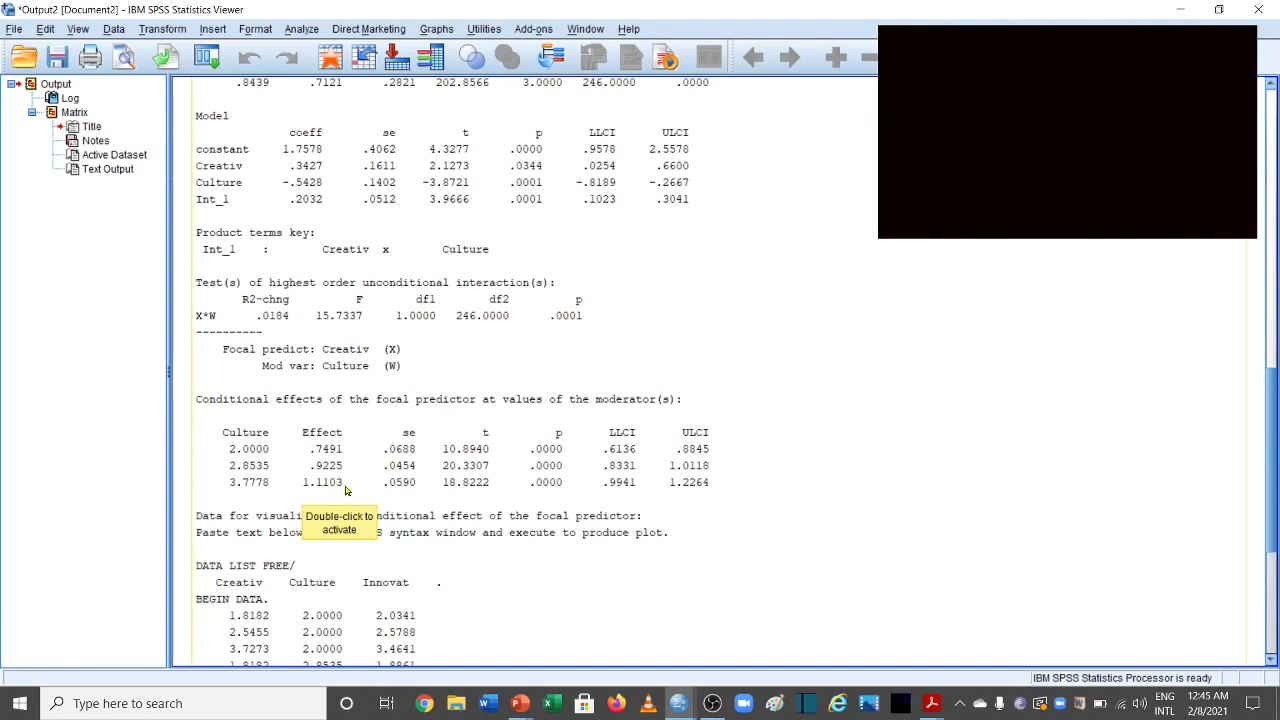 *Output2 [Document2] - IBM SPSS Statistics Viewer
File Edit View Data Transform Insert Format Analyze Direct Marketing Graphs Utilities Add-ons Window Help
Output
Log
Matrix
Title
Notes
Active Dataset
Text Output
.8439 .7121 .2821 202.8566 3.0000 246.0000 .0000
Model
coeff se t p LLCI ULCI
constant 1.7578 .4062 4.3277 .0000 .9578 2.5578
Creativ .3427 .1611 2.1273 .0344 .0254 .6600
Culture -.5428 .1402 -3.8721 .0001 -.8189 -.2667
Int_1 .2032 .0512 3.9666 .0001 .1023 .3041
Product terms key:
Int_1 : Creativ x Culture
Test(s) of highest order unconditional interaction(s):
R2-chng F df1 df2 p
X*W .0184 15.7337 1.0000 246.0000 .0001
----------
Focal predict: Creativ (X)
Mod var: Culture (W)
Conditional effects of the focal predictor at values of the moderator(s):
Culture Effect se t p LLCI ULCI
2.0000 .7491 .0688 10.8940 .0000 .6136 .8845
2.8535 .9225 .0454 20.3307 .0000 .8331 1.0118
3.7778 1.1103 .0590 18.8222 .0000 .9941 1.2264
Data for visuali nditional effect of the focal predictor:
Paste text below S syntax window and execute to produce plot.
Double-click to
activate
DATA LIST FREE/
Creativ Culture Innovat .
BEGIN DATA.
1.8182 2.0000 2.0341
2.5455 2.0000 2.5788
3.7273 2.0000 3.4641
1.8182 2.8535 1.8861
IBM SPSS Statistics Processor is ready
Type here to search
ENG
INTL
12:45 AM
2/8/2021